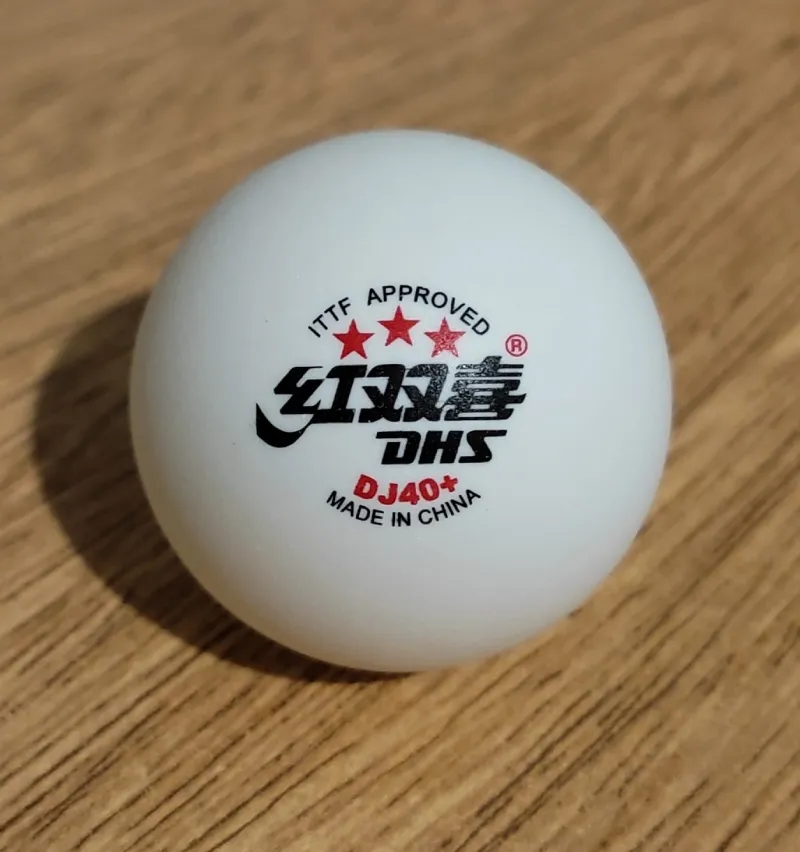 ITTF APPROVED
★★★ ®
红双喜
DHS
DJ40+
MADE IN CHINA